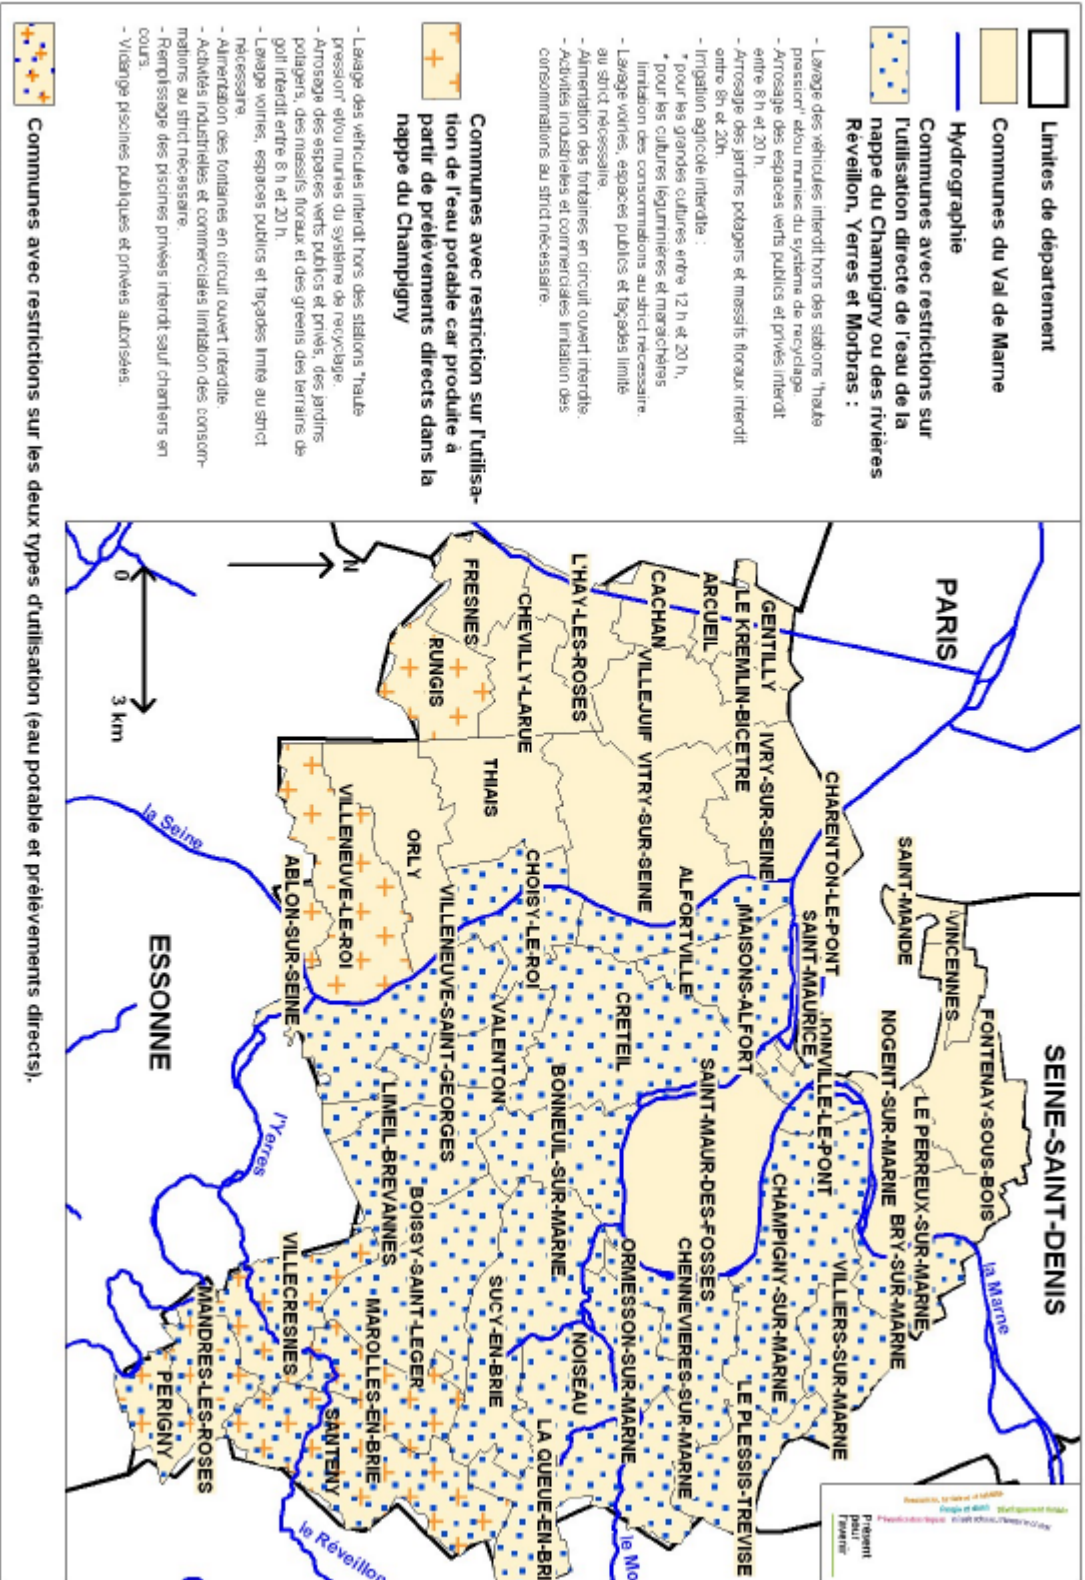 Limites de département
Communes du Val de Marne
Hydrographie
Communes avec restrictions sur
l'utilisation directe de l'eau de la
nappe du Champigny ou des rivières
Réveillon, Yerres et Morbras :
- Lavage des véhicules interdit hors des stations "haute
pression" et/ou munies du système de recyclage.
- Arrosage des espaces verts publics et privés interdit
entre 8 h et 20 h.
- Arrosage des jardins potagers et massifs floraux interdit
entre 8h et 20h.
- Irrigation agricole interdite :
* pour les grandes cultures entre 12 h et 20 h,
* pour les cultures léguminières et maraichères
limitation des consommations au strict nécessaire.
- Lavage voiries, espaces publics et façades limité
au strict nécessaire.
- Alimentation des fontaines en circuit ouvert interdite.
- Activités industrielles et commerciales limitation des
consommations au strict nécessaire.
Communes avec restriction sur l'utilisa-
tion de l'eau potable car produite à
partir de prélèvements directs dans la
nappe du Champigny
- Lavage des véhicules interdit hors des stations "haute
pression" et/ou munies du système de recyclage.
- Arrosage des espaces verts publics et privés, des jardins
potagers, des massifs floraux et des greens des terrains de
golf interdit entre 8 h et 20 h.
- Lavage voiries, espaces publics et façades limité au strict
nécessaire.
- Alimentation des fontaines en circuit ouvert interdite.
- Activités industrielles et commerciales limitation des consom-
mations au strict nécessaire.
- Remplissage des piscines privées interdit sauf chantiers en
cours.
- Vidange piscines publiques et privées autorisées.
Communes avec restrictions sur les deux types d'utilisation (eau potable et prélèvements directs).
PARIS
SEINE-SAINT-DENIS
ESSONNE
la Marne
la Seine
l'Yerres
le Réveillon
le Mo
FONTENAY-SOUS-BOIS
VINCENNES
SAINT-MANDE
NOGENT-SUR-MARNE
LE PERREUX-SUR-MARNE
BRY-SUR-MARNE
CHARENTON-LE-PONT
SAINT-MAURICE
JOINVILLE-LE-PONT
VILLIERS-SUR-MARNE
CHAMPIGNY-SUR-MARNE
LE PLESSIS-TREVISE
GENTILLY
LE KREMLIN-BICETRE
IVRY-SUR-SEINE
ARCUEIL
MAISONS-ALFORT
SAINT-MAUR-DES-FOSSES
CACHAN
VILLEJUIF
VITRY-SUR-SEINE
ALFORTVILLE
CHENNEVIERES-SUR-MARNE
CRETEIL
ORMESSON-SUR-MARNE
L'HAY-LES-ROSES
BONNEUIL-SUR-MARNE
NOISEAU
LA QUEUE-EN-BRI
CHEVILLY-LARUE
CHOISY-LE-ROI
THIAIS
VALENTON
SUCY-EN-BRIE
FRESNES
RUNGIS
ORLY
VILLENEUVE-SAINT-GEORGES
BOISSY-SAINT-LEGER
LIMEIL-BREVANNES
MAROLLES-EN-BRIE
VILLENEUVE-LE-ROI
SANTENY
ABLON-SUR-SEINE
VILLECRESNES
MANDRES-LES-ROSES
PERIGNY
N
0
3 km
Présent
pour
l'avenir